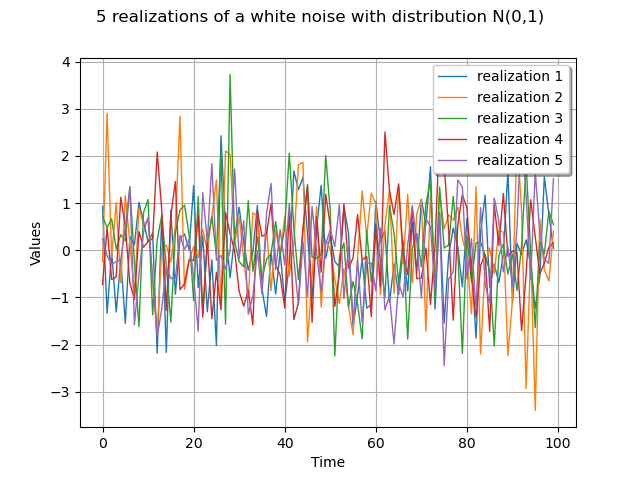 5 realizations of a white noise with distribution N(0,1)
realization 1
realization 2
realization 3
realization 4
realization 5
Values
4
3
2
1
0
−1
−2
−3
0 20 40 60 80 100
Time